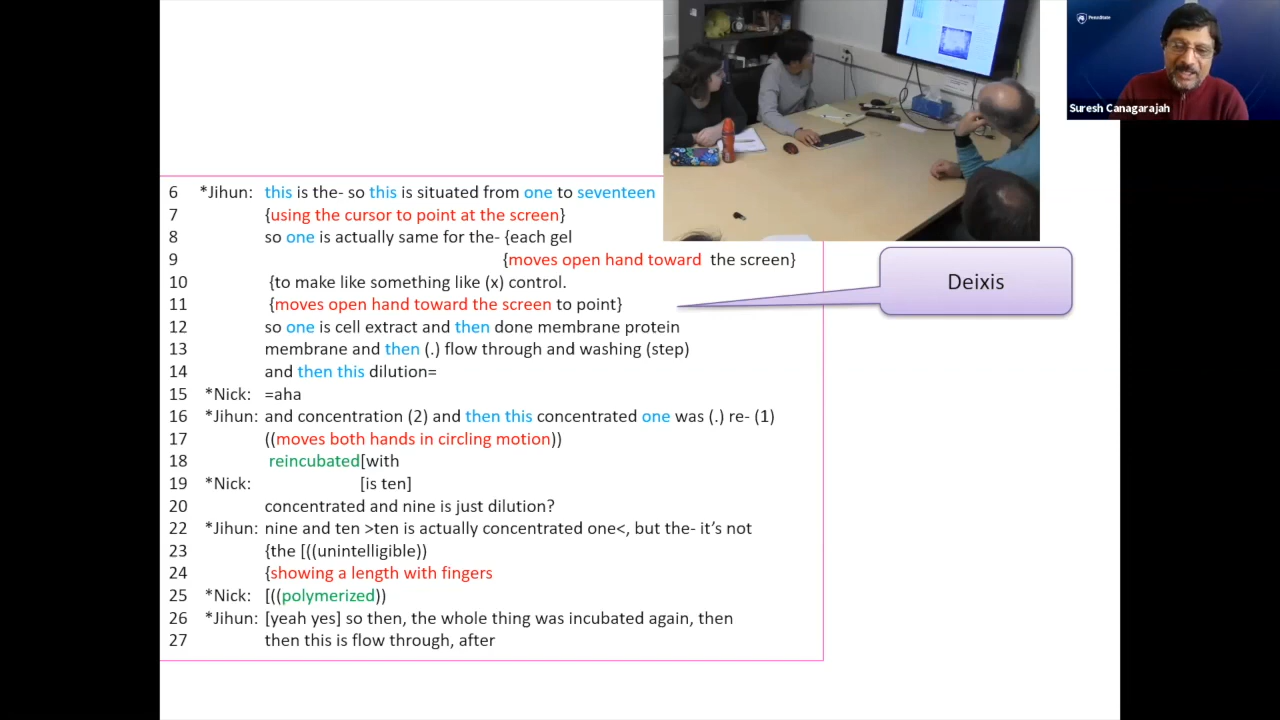 PennState
Suresh Canagarajah
6 *Jihun: this is the- so this is situated from one to seventeen
7 {using the cursor to point at the screen}
8 so one is actually same for the- {each gel
9 {moves open hand toward the screen}
10 {to make like something like (x) control.
11 {moves open hand toward the screen to point}
Deixis
12 so one is cell extract and then done membrane protein
13 membrane and then (.) flow through and washing (step)
14 and then this dilution=
15 *Nick: =aha
16 *Jihun: and concentration (2) and then this concentrated one was (.) re- (1)
17 ((moves both hands in circling motion))
18 reincubated[with
19 *Nick: [is ten]
20 concentrated and nine is just dilution?
22 *Jihun: nine and ten >ten is actually concentrated one<, but the- it’s not
23 {the [((unintelligible))
24 {showing a length with fingers
25 *Nick: [((polymerized))
26 *Jihun: [yeah yes] so then, the whole thing was incubated again, then
27 then this is flow through, after